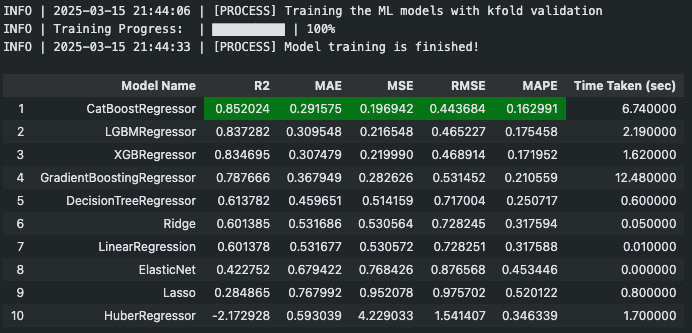 INFO | 2025-03-15 21:44:06 | [PROCESS] Training the ML models with kfold validation
INFO | Training Progress: | ██████████ | 100%
INFO | 2025-03-15 21:44:33 | [PROCESS] Model training is finished!
Model Name R2 MAE MSE RMSE MAPE Time Taken (sec)
1 CatBoostRegressor 0.852024 0.291575 0.196942 0.443684 0.162991 6.740000
2 LGBMRegressor 0.837282 0.309548 0.216548 0.465227 0.175458 2.190000
3 XGBRegressor 0.834695 0.307479 0.219990 0.468914 0.171952 1.620000
4 GradientBoostingRegressor 0.787666 0.367949 0.282626 0.531452 0.210559 12.480000
5 DecisionTreeRegressor 0.613782 0.459651 0.514159 0.717004 0.250717 0.600000
6 Ridge 0.601385 0.531686 0.530564 0.728245 0.317594 0.050000
7 LinearRegression 0.601378 0.531677 0.530572 0.728251 0.317588 0.010000
8 ElasticNet 0.422752 0.679422 0.768426 0.876568 0.453446 0.000000
9 Lasso 0.284865 0.767992 0.952078 0.975702 0.520122 0.800000
10 HuberRegressor -2.172928 0.593039 4.229033 1.541407 0.346339 1.700000